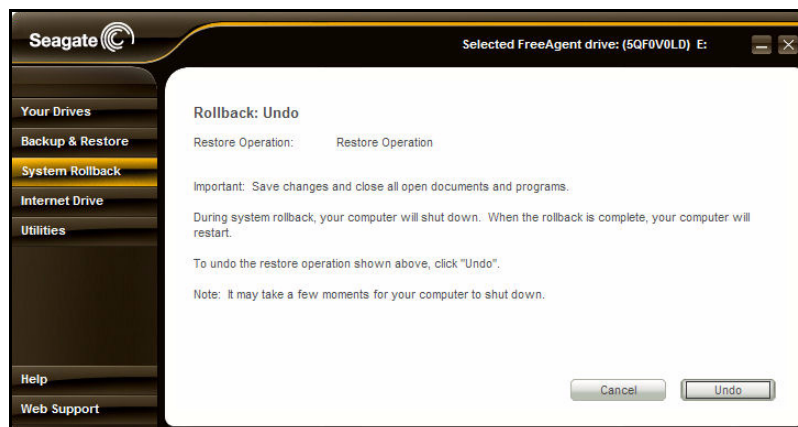 Seagate
Selected FreeAgent drive: (5QF0V0LD) E:
Your Drives
Backup & Restore
System Rollback
Internet Drive
Utilities
Help
Web Support
Rollback: Undo
Restore Operation: Restore Operation
Important: Save changes and close all open documents and programs.
During system rollback, your computer will shut down. When the rollback is complete, your computer will
restart.
To undo the restore operation shown above, click "Undo".
Note: It may take a few moments for your computer to shut down.
Cancel
Undo